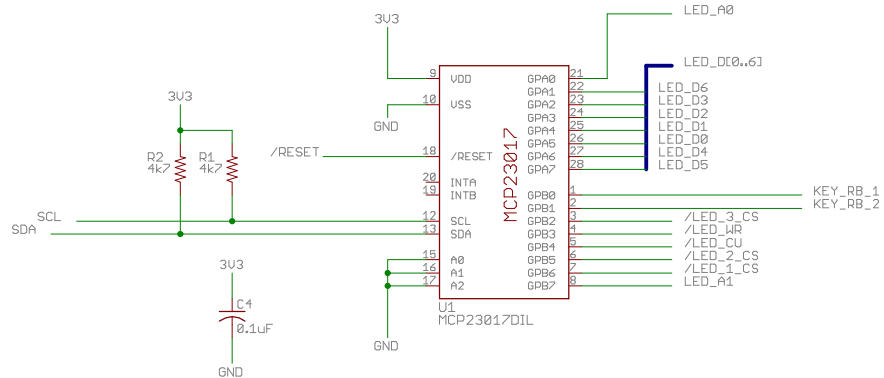 LED_A0
3V3
LED_D[0..6]
9 VDD GPA0 21
GPA1 22 LED_D6
10 VSS GPA2 23 LED_D3
GPA3 24 LED_D2
GND
GPA4 25 LED_D1
GPA5 26 LED_D0
/RESET 18 /RESET GPA6 27 LED_D4
GPA7 28 LED_D5
3V3
R2 4k7
R1 4k7
MCP23017
20 INTA
19 INTB GPB0 1 KEY_RB_1
GPB1 2 KEY_RB_2
SCL 12 SCL GPB2 3 /LED_3_CS
SDA 13 SDA GPB3 4 /LED_WR
GPB4 5 /LED_CU
15 A0 GPB5 6 /LED_2_CS
16 A1 GPB6 7 /LED_1_CS
17 A2 GPB7 8 LED_A1
3V3
C4
0.1uF
GND
GND
U1
MCP23017DIL